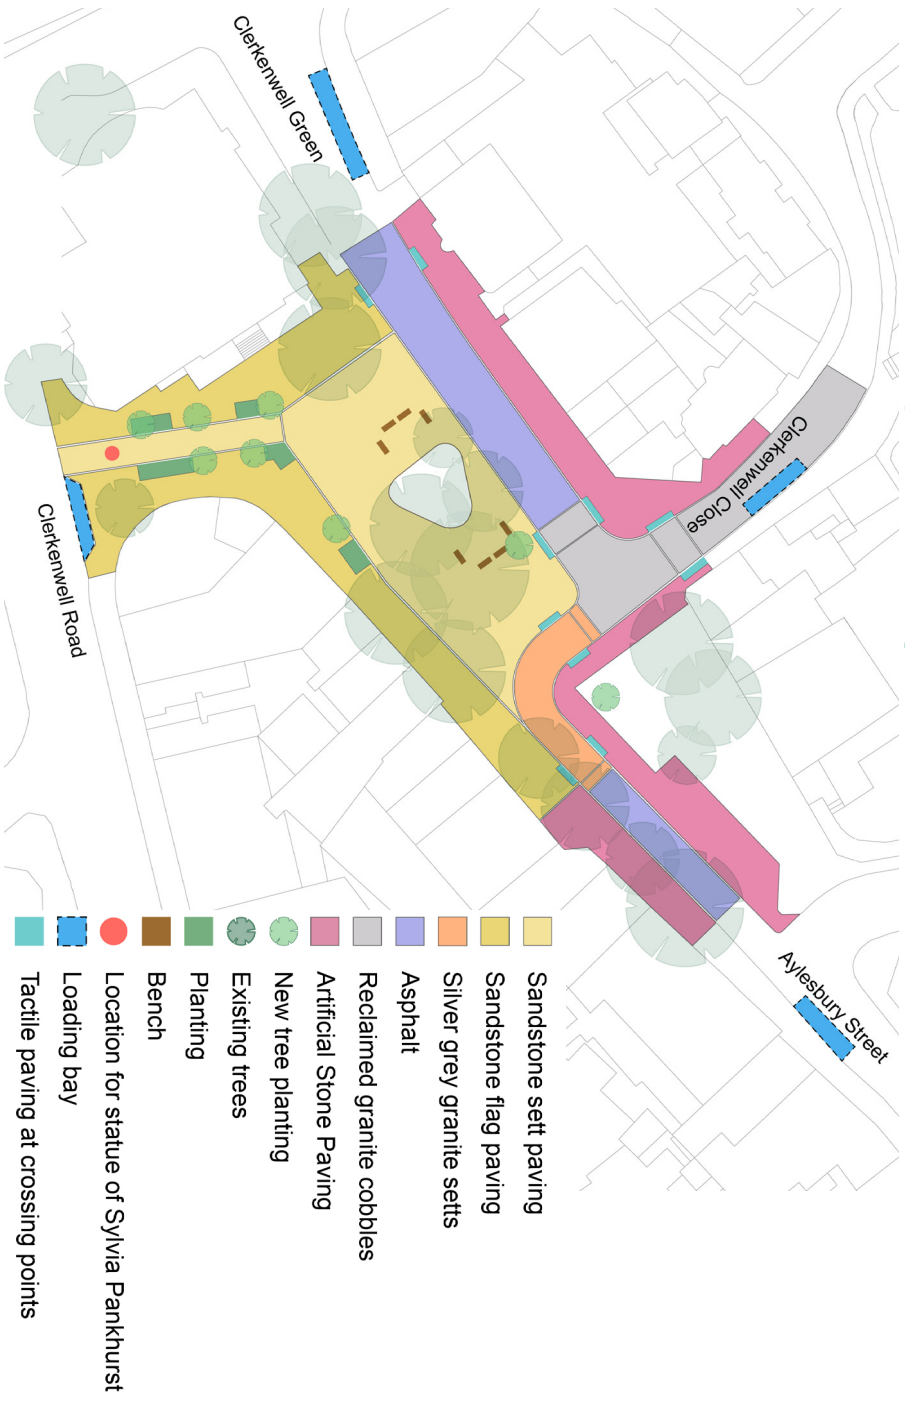 Clerkenwell Green
Clerkenwell Close
Clerkenwell Road
Aylesbury Street
Sandstone sett paving
Sandstone flag paving
Silver grey granite setts
Asphalt
Reclaimed granite cobbles
Artificial Stone Paving
New tree planting
Existing trees
Planting
Bench
Location for statue of Sylvia Pankhurst
Loading bay
Tactile paving at crossing points